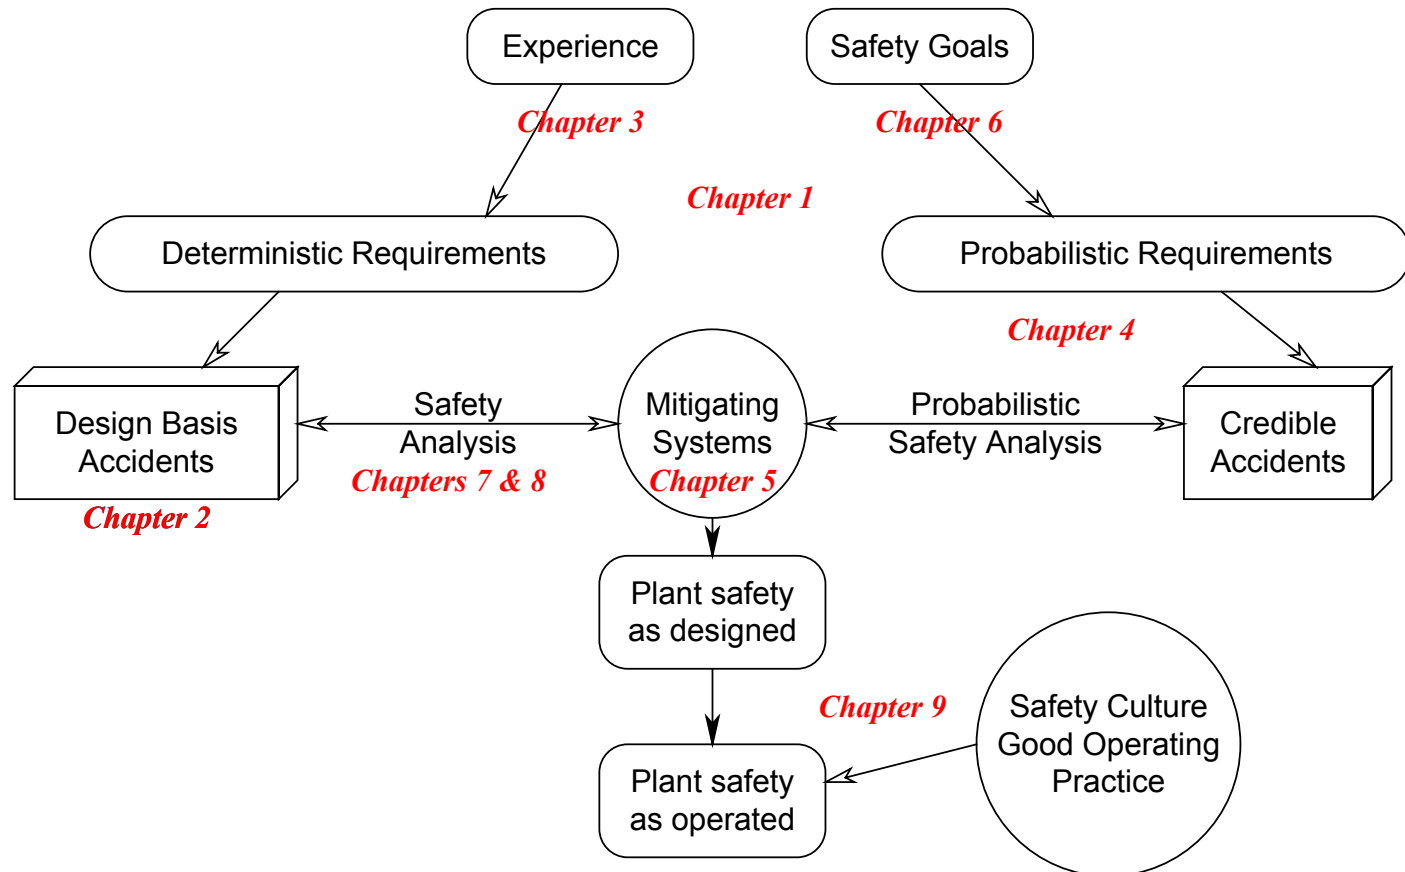 Experience
Safety Goals
Chapter 3
Chapter 6
Chapter 1
Deterministic Requirements
Probabilistic Requirements
Chapter 4
Design Basis
Accidents
Chapter 2
Safety
Analysis
Chapters 7 & 8
Mitigating
Systems
Chapter 5
Probabilistic
Safety Analysis
Credible
Accidents
Plant safety
as designed
Chapter 9
Safety Culture
Good Operating
Practice
Plant safety
as operated